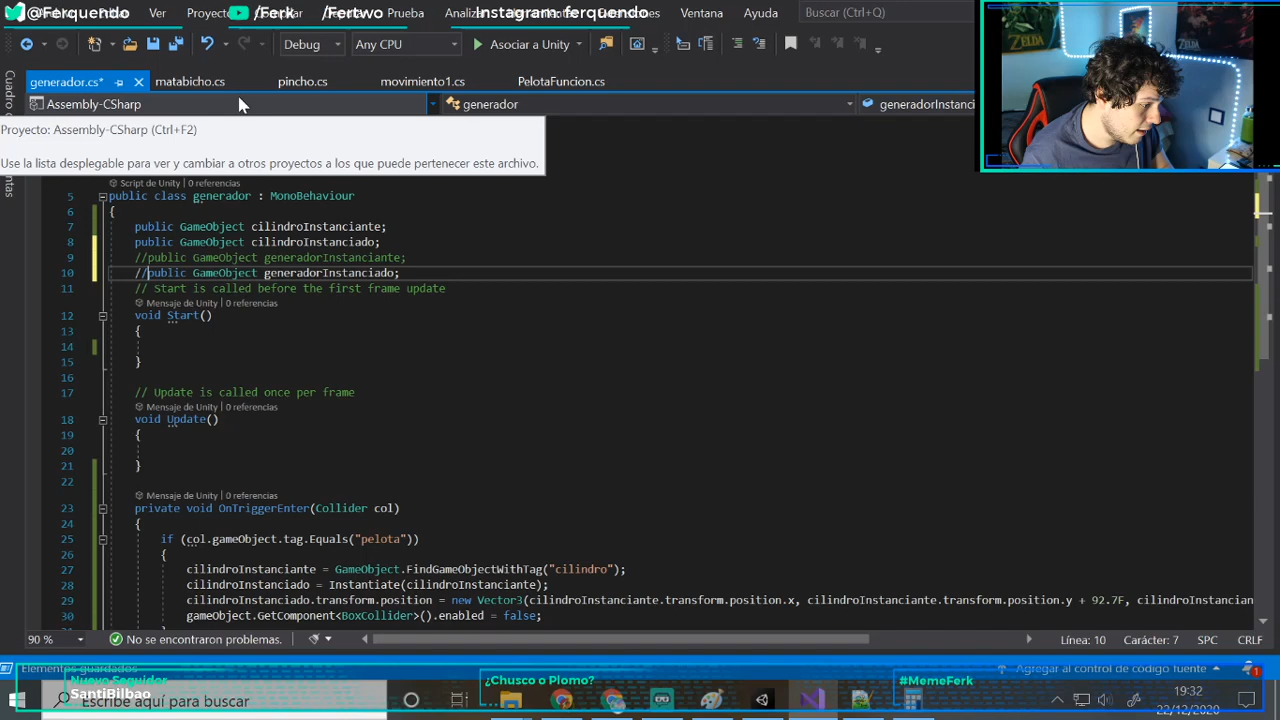 @Ferquendo /Fork /Fertwo Instagram ferquendo
Ver Proyecto Prueba Ventana Ayuda Buscar (Ctrl+Q)
Debug Any CPU Asociar a Unity
generador.cs* matabicho.cs pincho.cs movimiento1.cs PelotaFuncion.cs
Assembly-CSharp generador generadorInstanci
Proyecto: Assembly-CSharp (Ctrl+F2)
Use la lista desplegable para ver y cambiar a otros proyectos a los que puede pertenecer este archivo.
Script de Unity | 0 referencias
5 public class generador : MonoBehaviour
6 {
7 public GameObject cilindroInstanciante;
8 public GameObject cilindroInstanciado;
9 //public GameObject generadorInstanciante;
10 //public GameObject generadorInstanciado;
11 // Start is called before the first frame update
Mensaje de Unity | 0 referencias
12 void Start()
13 {
14
15 }
16
17 // Update is called once per frame
Mensaje de Unity | 0 referencias
18 void Update()
19 {
20
21 }
22
Mensaje de Unity | 0 referencias
23 private void OnTriggerEnter(Collider col)
24 {
25 if (col.gameObject.tag.Equals("pelota"))
26 {
27 cilindroInstanciante = GameObject.FindGameObjectWithTag("cilindro");
28 cilindroInstanciado = Instantiate(cilindroInstanciante);
29 cilindroInstanciado.transform.position = new Vector3(cilindroInstanciante.transform.position.x, cilindroInstanciante.transform.position.y + 92.7F, cilindroInstancian
30 gameObject.GetComponent<BoxCollider>().enabled = false;
90 % No se encontraron problemas. Línea: 10 Carácter: 7 SPC CRLF
Elementos guardados Agregar al control de código fuente 1
Nuevo Seguidor ¿Chusco o Plomo? #MemeFork
SantiBilbao
Escribe aquí para buscar
19:32
22/12/2020